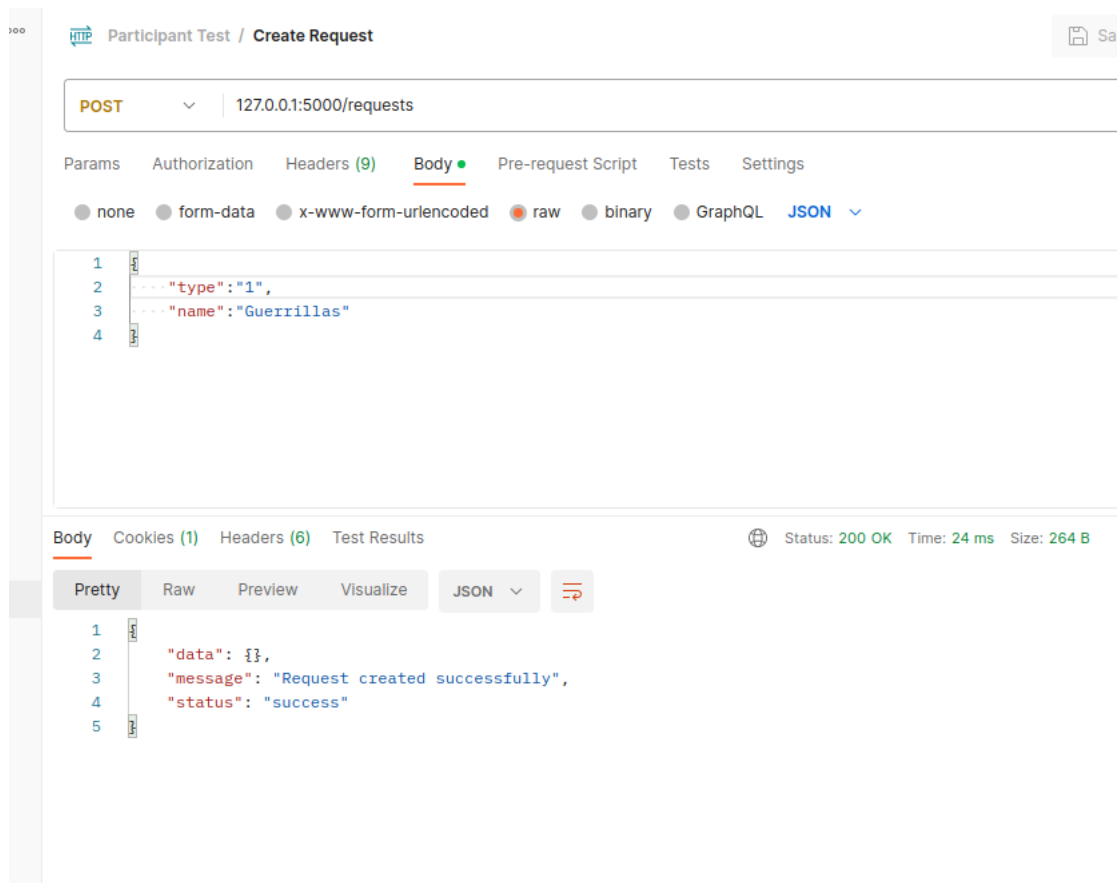 ooo
HTTP Participant Test / Create Request Sa
POST 127.0.0.1:5000/requests
Params Authorization Headers (9) Body Pre-request Script Tests Settings
none form-data x-www-form-urlencoded raw binary GraphQL JSON
1 {
2 "type":"1",
3 "name":"Guerrillas"
4 }
Body Cookies (1) Headers (6) Test Results Status: 200 OK Time: 24 ms Size: 264 B
Pretty Raw Preview Visualize JSON
1 {
2 "data": {},
3 "message": "Request created successfully",
4 "status": "success"
5 }